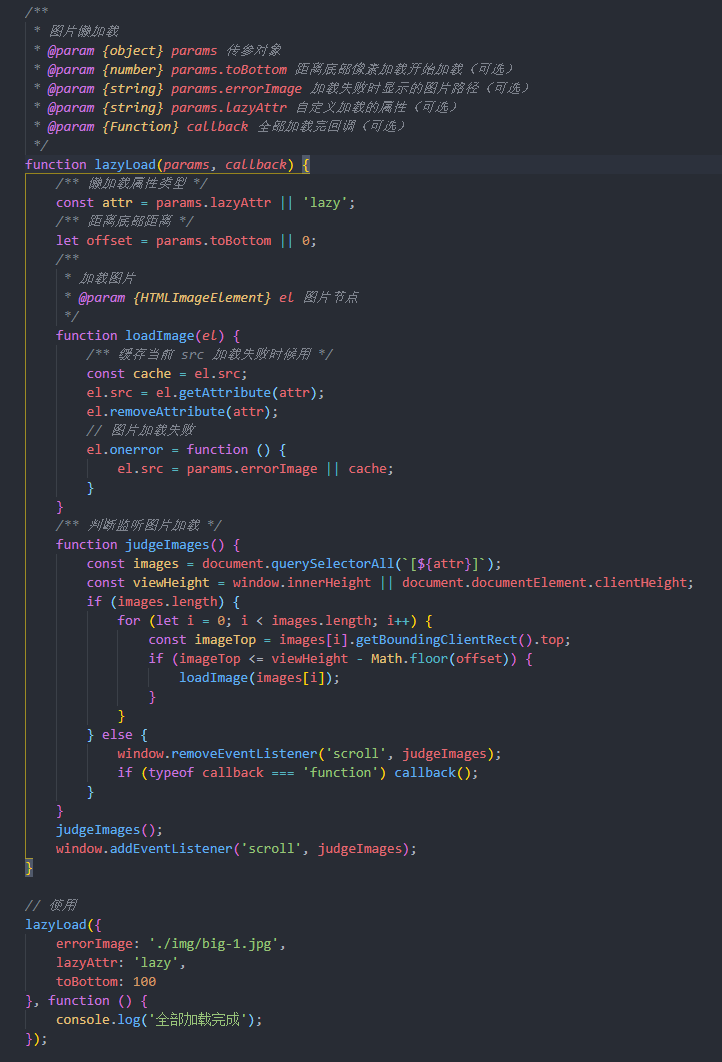 /**
 * 图片懒加载
 * @param {object} params 传参对象
 * @param {number} params.toBottom 距离底部像素加载开始加载（可选）
 * @param {string} params.errorImage 加载失败时显示的图片路径（可选）
 * @param {string} params.lazyAttr 自定义加载的属性（可选）
 * @param {Function} callback 全部加载完回调（可选）
 */
function lazyLoad(params, callback) {
    /** 懒加载属性类型 */
    const attr = params.lazyAttr || 'lazy';
    /** 距离底部距离 */
    let offset = params.toBottom || 0;
    /**
     * 加载图片
     * @param {HTMLImageElement} el 图片节点
     */
    function loadImage(el) {
        /** 缓存当前 src 加载失败时候用 */
        const cache = el.src;
        el.src = el.getAttribute(attr);
        el.removeAttribute(attr);
        // 图片加载失败
        el.onerror = function () {
            el.src = params.errorImage || cache;
        }
    }
    /** 判断监听图片加载 */
    function judgeImages() {
        const images = document.querySelectorAll(`[${attr}]`);
        const viewHeight = window.innerHeight || document.documentElement.clientHeight;
        if (images.length) {
            for (let i = 0; i < images.length; i++) {
                const imageTop = images[i].getBoundingClientRect().top;
                if (imageTop <= viewHeight - Math.floor(offset)) {
                    loadImage(images[i]);
                }
            }
        } else {
            window.removeEventListener('scroll', judgeImages);
            if (typeof callback === 'function') callback();
        }
    }
    judgeImages();
    window.addEventListener('scroll', judgeImages);
}

// 使用
lazyLoad({
    errorImage: './img/big-1.jpg',
    lazyAttr: 'lazy',
    toBottom: 100
}, function () {
    console.log('全部加载完成');
});